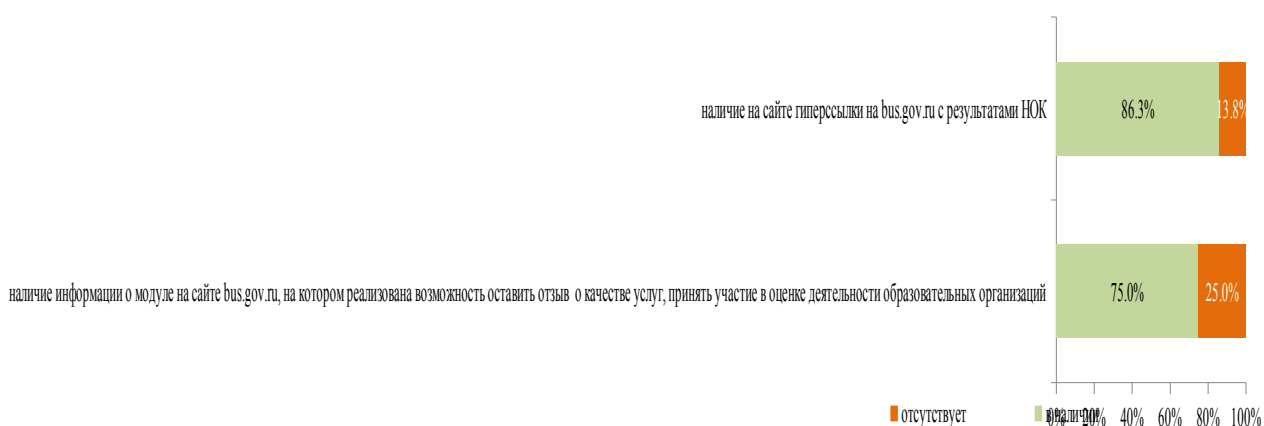 наличие на сайте гиперссылки на bus.gov.ru с результатами НОК
86.3%
13.8%
наличие информации о модуле на сайте bus.gov.ru, на котором реализована возможность оставить отзыв о качестве услуг, принять участие в оценке деятельности образовательных организаций
75.0%
25.0%
отсутствует
в наличии
0% 20% 40% 60% 80% 100%